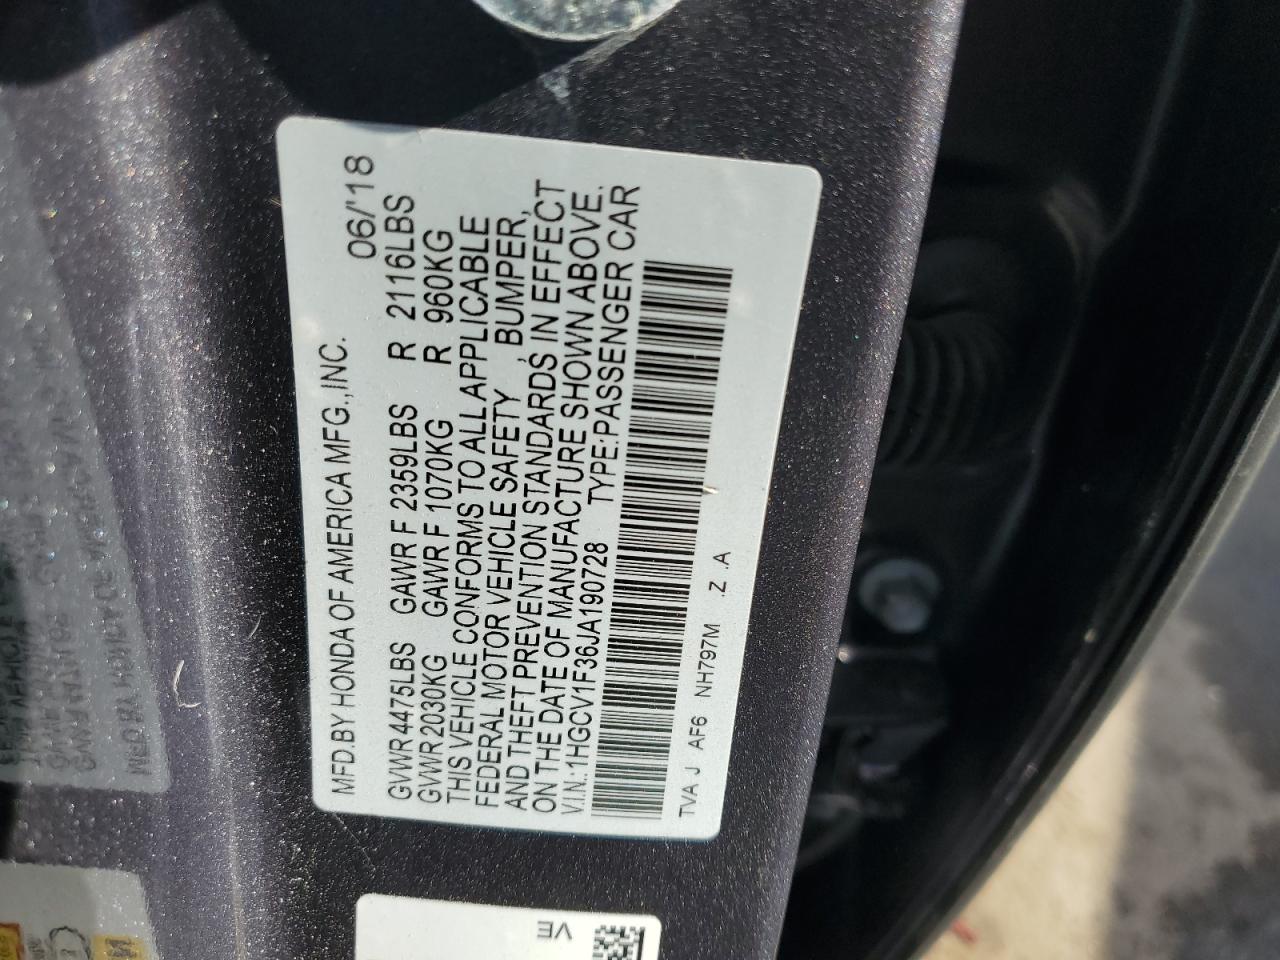 MFD.BY HONDA OF AMERICA MFG.,INC. 06/'18
GVWR4475LBS GAWR F 2359LBS R 2116LBS
GVWR2030KG GAWR F 1070KG R 960KG
THIS VEHICLE CONFORMS TO ALL APPLICABLE
FEDERAL MOTOR VEHICLE SAFETY, BUMPER,
AND THEFT PREVENTION STANDARDS IN EFFECT
ON THE DATE OF MANUFACTURE SHOWN ABOVE.
V.I.N.:1HGCV1F36JA190728 TYPE:PASSENGER CAR
TVA J AF6 NH797M .Z .A
VE